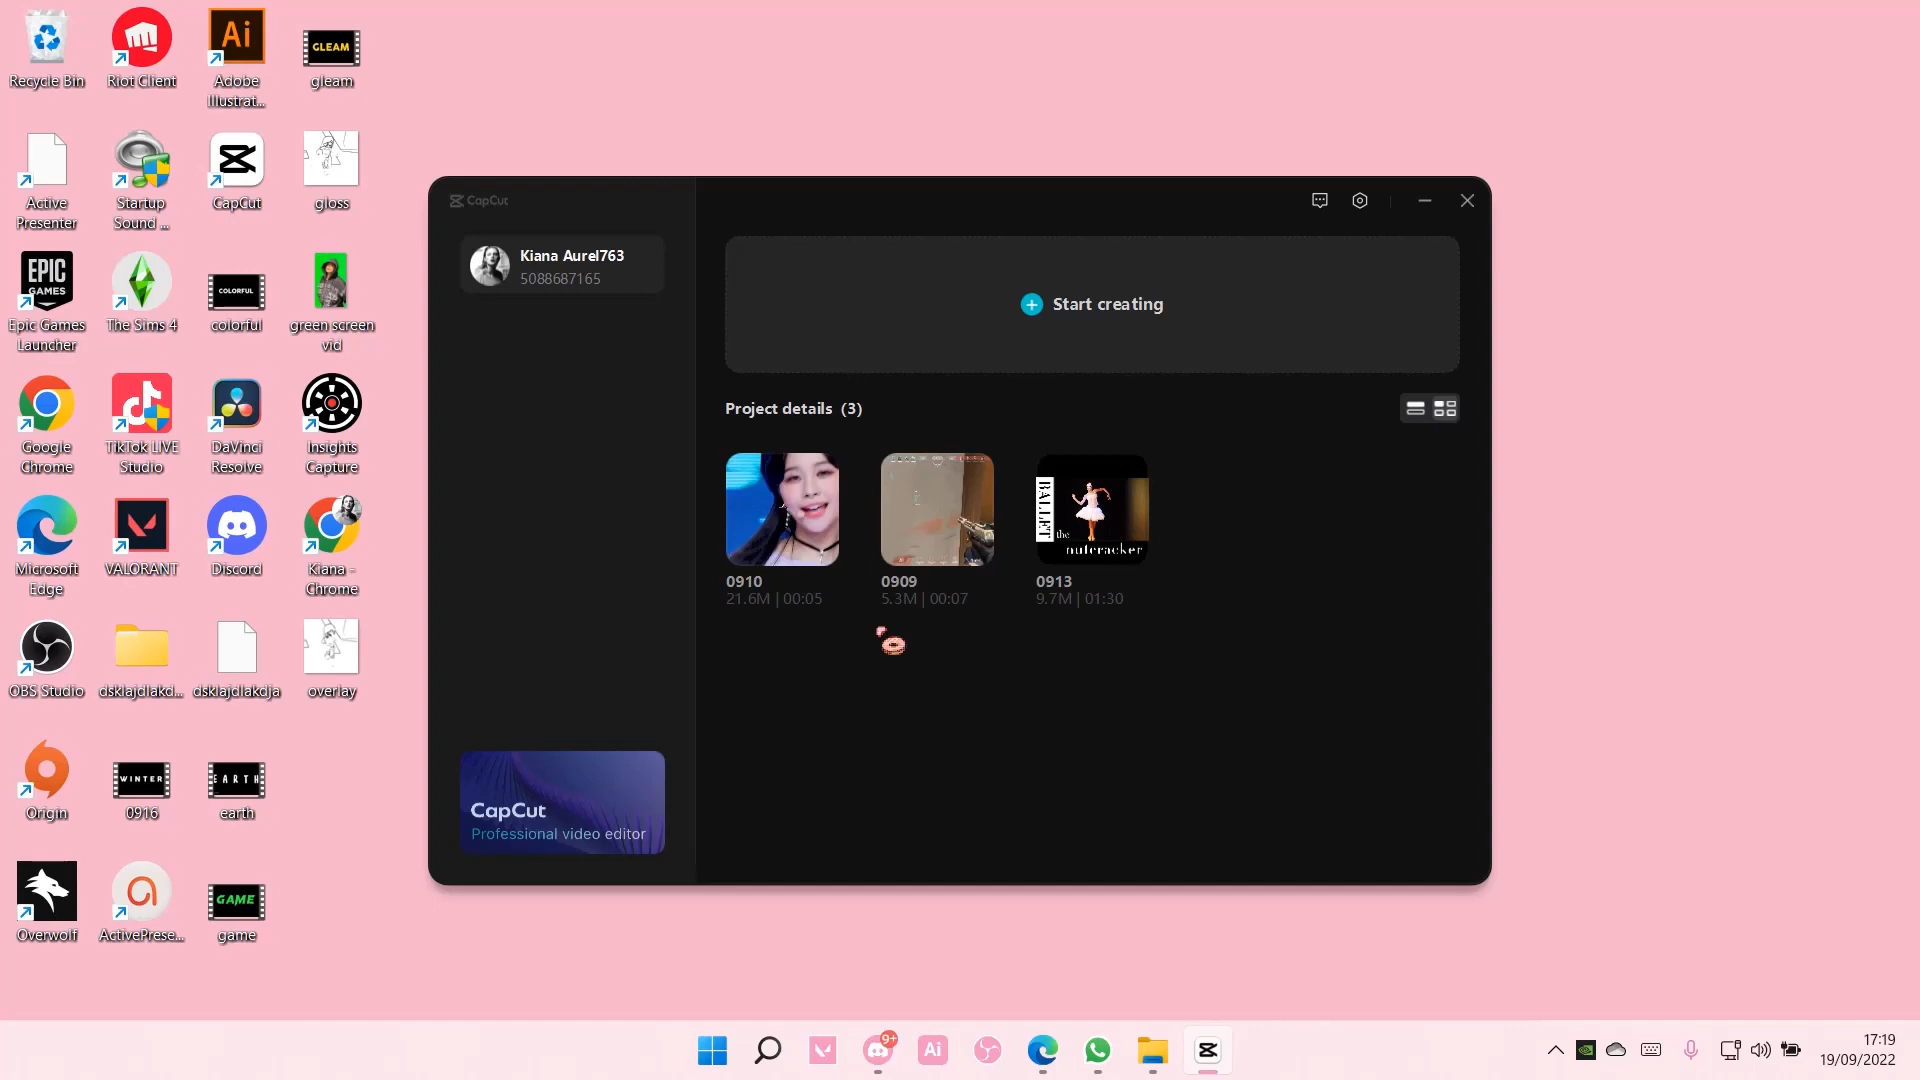 Recycle Bin
Riot Client
Adobe
Illustrat...
gleam
GLEAM
Ai
Active
Presenter
Startup
Sound ...
CapCut
gloss
EPIC
GAMES
Epic Games
Launcher
The Sims 4
COLORFUL
colorful
green screen
vid
Google
Chrome
TikTok LIVE
Studio
DaVinci
Resolve
Insights
Capture
Microsoft
Edge
VALORANT
Discord
Kiana -
Chrome
OBS Studio
dsklajdlakd...
dsklajdlakdja
overlay
Origin
WINTER
0916
EARTH
earth
Overwolf
ActivePrese...
GAME
game
CapCut
Kiana Aurel763
5088687165
CapCut
Professional video editor
Start creating
Project details (3)
BALLET
the
nutcracker
0910
21.6M | 00:05
0909
5.3M | 00:07
0913
9.7M | 01:30
9+
Ai
17:19
19/09/2022